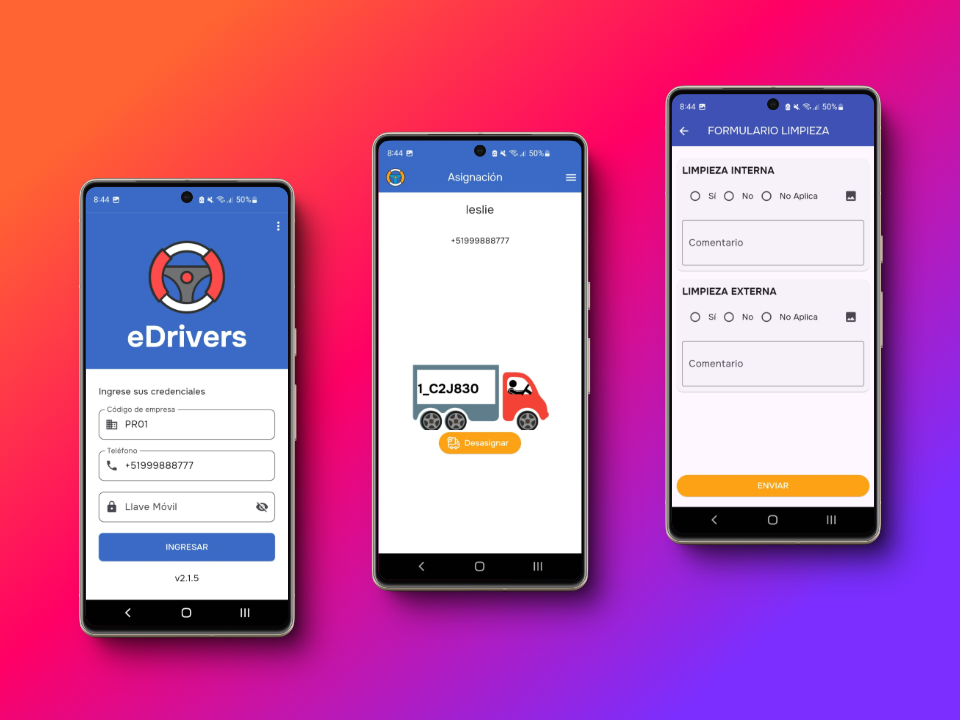 8:44
50%
eDrivers
Ingrese sus credenciales
Código de empresa
PR01
Teléfono
+51999888777
Llave Móvil
INGRESAR
v2.1.5
8:44
50%
Asignación
leslie
+51999888777
1_C2J830
Desasignar
8:44
50%
FORMULARIO LIMPIEZA
LIMPIEZA INTERNA
Sí No No Aplica
Comentario
LIMPIEZA EXTERNA
Sí No No Aplica
Comentario
ENVIAR